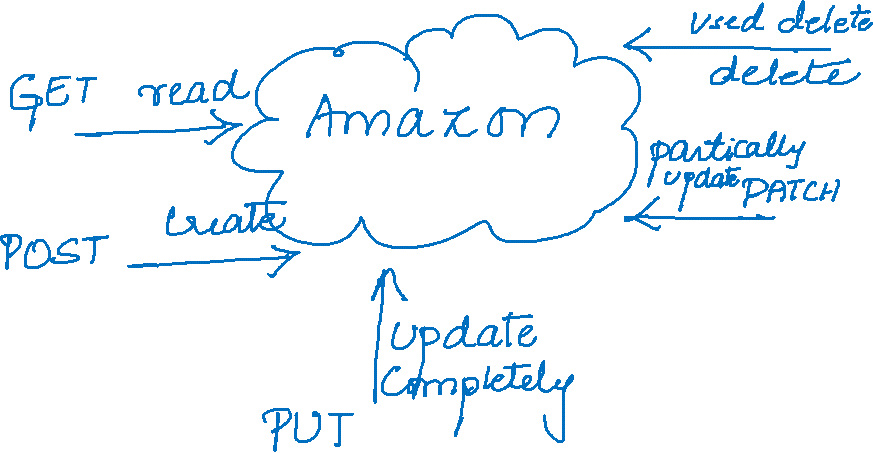 used delete
delete
GET read
Amazon
partically
update PATCH
create
POST
update
Completely
PUT